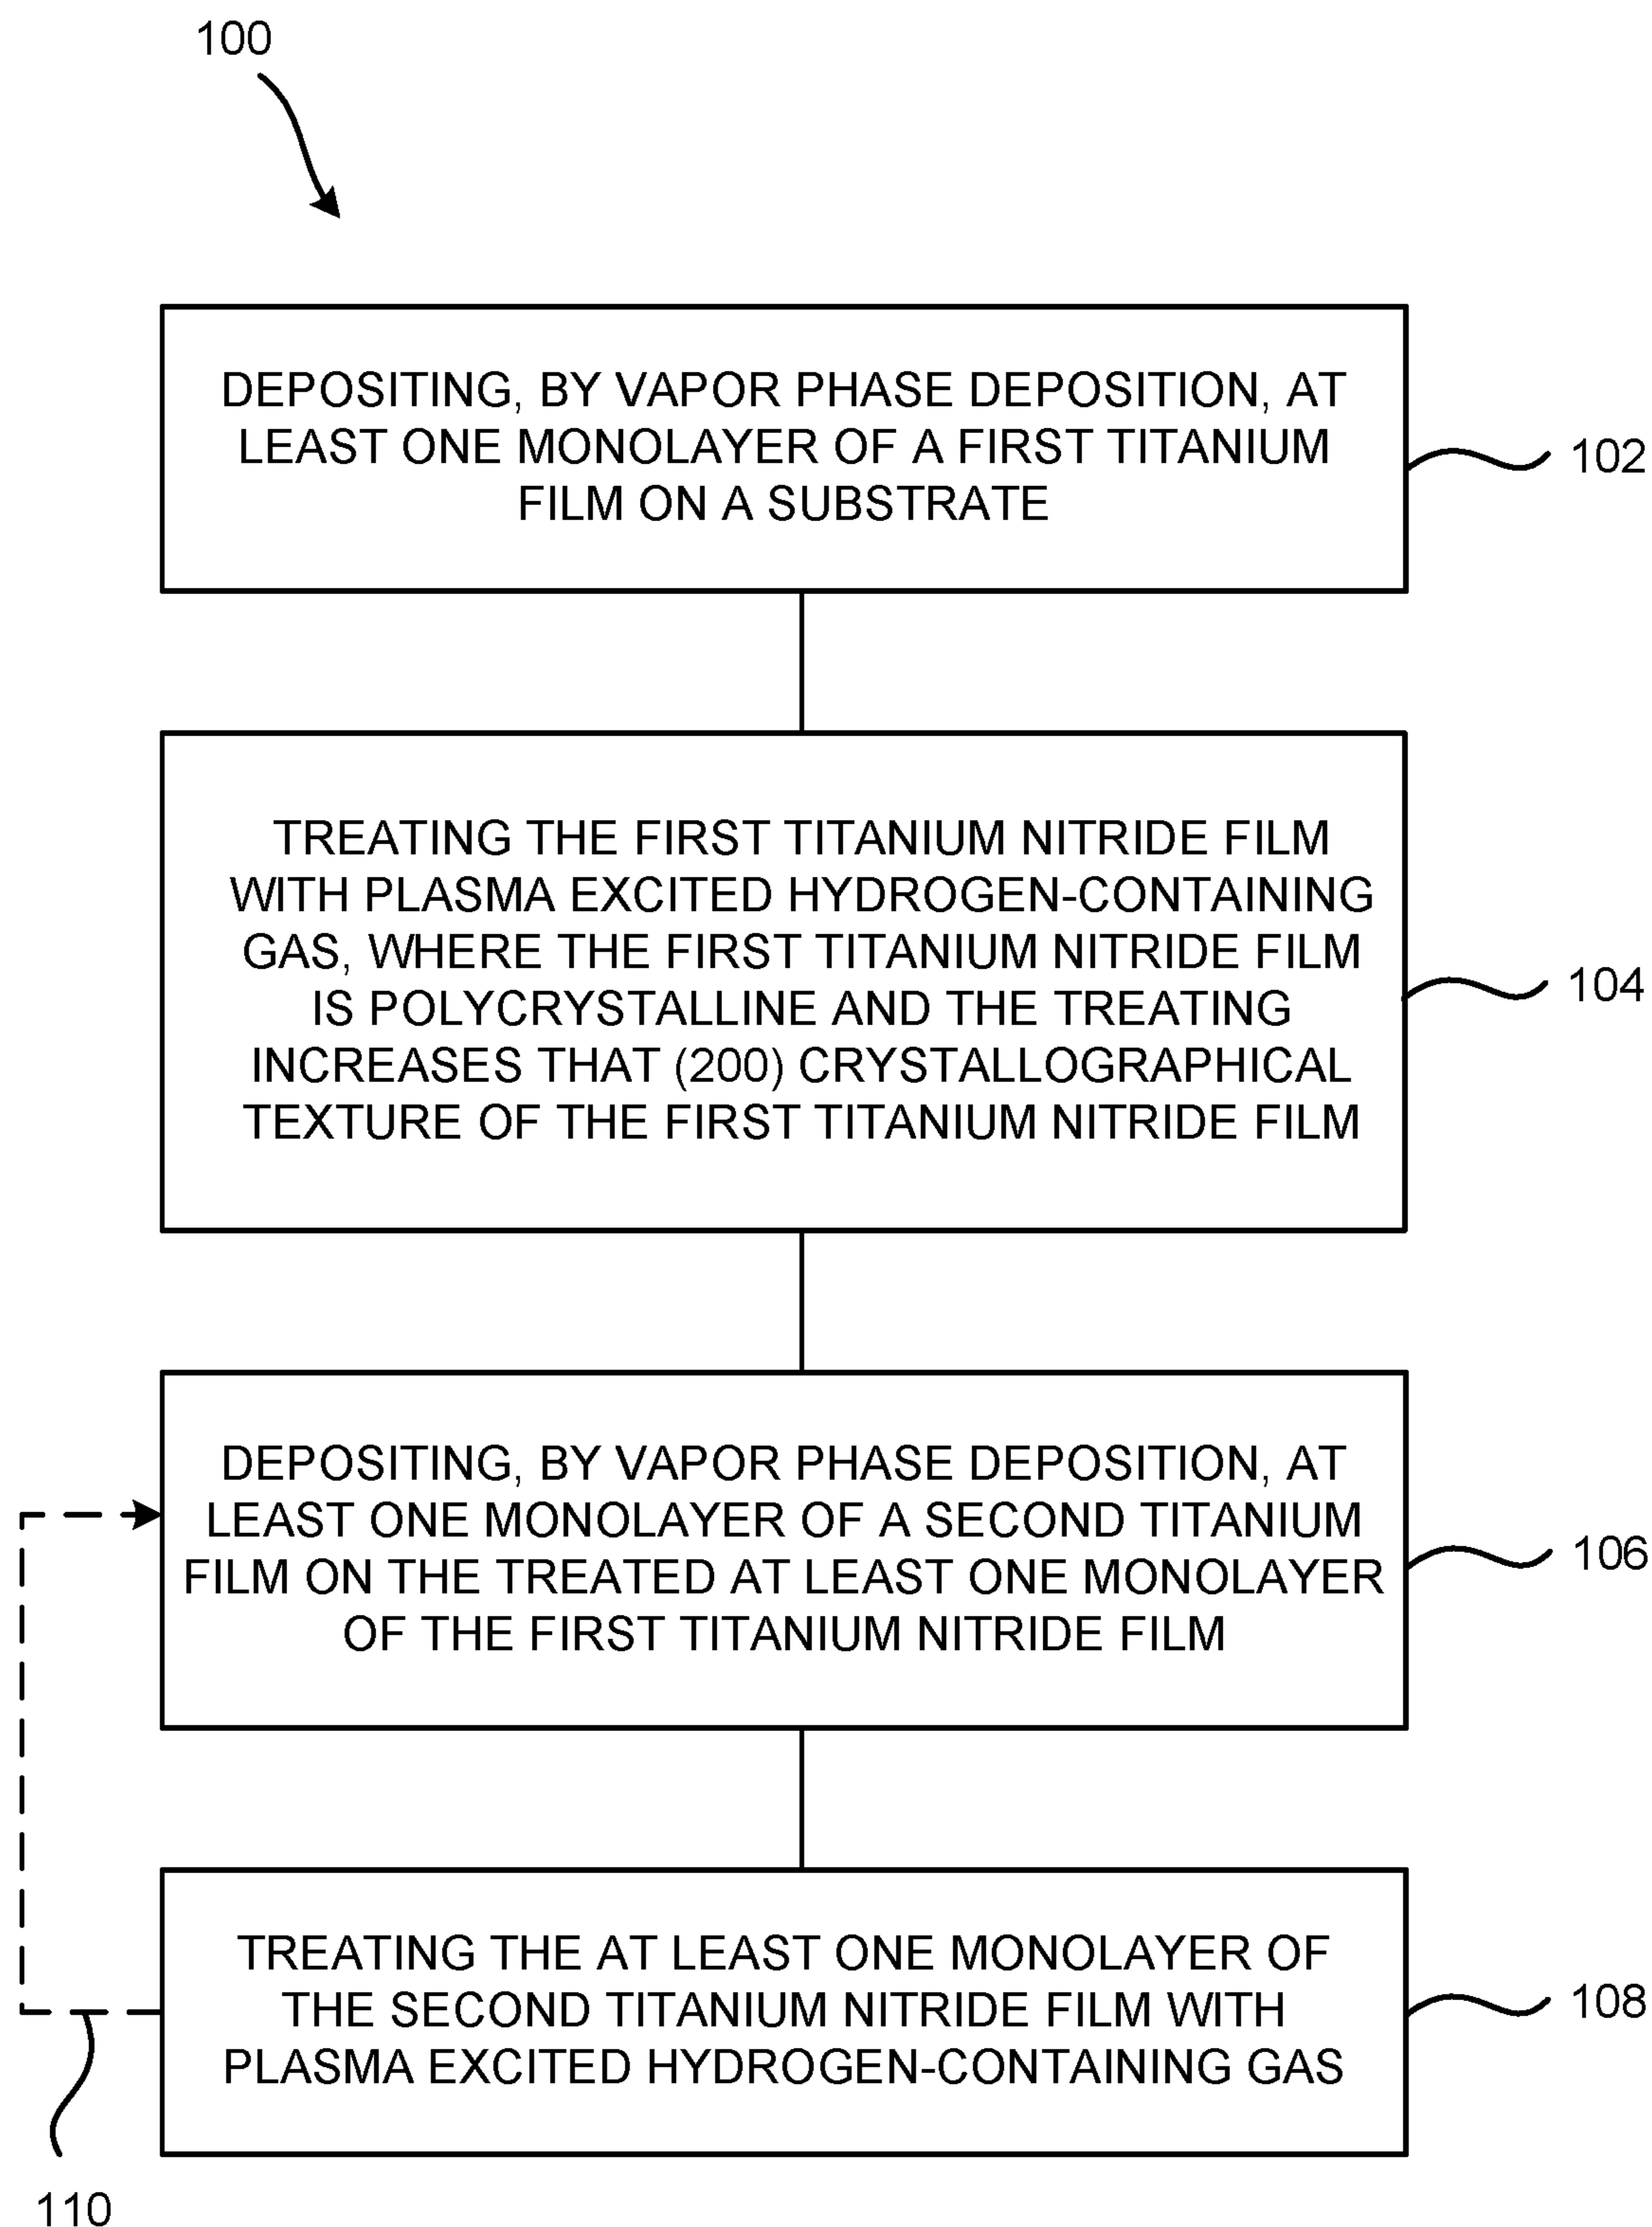 100
DEPOSITING, BY VAPOR PHASE DEPOSITION, AT
LEAST ONE MONOLAYER OF A FIRST TITANIUM
FILM ON A SUBSTRATE
102
TREATING THE FIRST TITANIUM NITRIDE FILM
WITH PLASMA EXCITED HYDROGEN-CONTAINING
GAS, WHERE THE FIRST TITANIUM NITRIDE FILM
IS POLYCRYSTALLINE AND THE TREATING
INCREASES THAT (200) CRYSTALLOGRAPHICAL
TEXTURE OF THE FIRST TITANIUM NITRIDE FILM
104
DEPOSITING, BY VAPOR PHASE DEPOSITION, AT
LEAST ONE MONOLAYER OF A SECOND TITANIUM
FILM ON THE TREATED AT LEAST ONE MONOLAYER
OF THE FIRST TITANIUM NITRIDE FILM
106
TREATING THE AT LEAST ONE MONOLAYER OF
THE SECOND TITANIUM NITRIDE FILM WITH
PLASMA EXCITED HYDROGEN-CONTAINING GAS
108
110